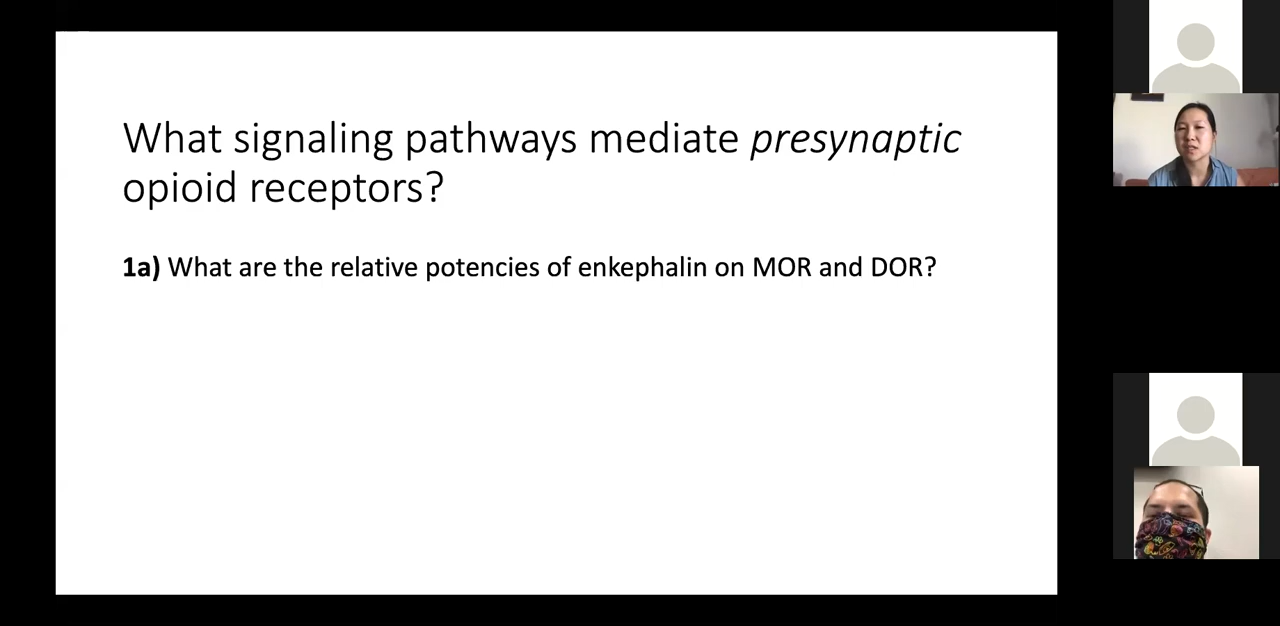 What signaling pathways mediate presynaptic
opioid receptors?
1a) What are the relative potencies of enkephalin on MOR and DOR?